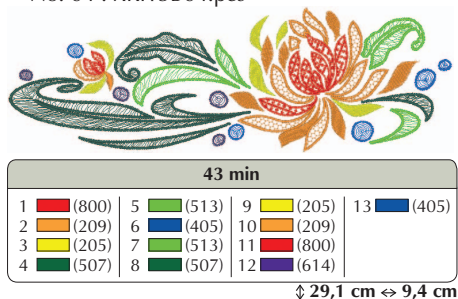 43 min
1 (800) 5 (513) 9 (205) 13 (405)
2 (209) 6 (405) 10 (209)
3 (205) 7 (513) 11 (800)
4 (507) 8 (507) 12 (614)
⇕ 29,1 cm ⇔ 9,4 cm